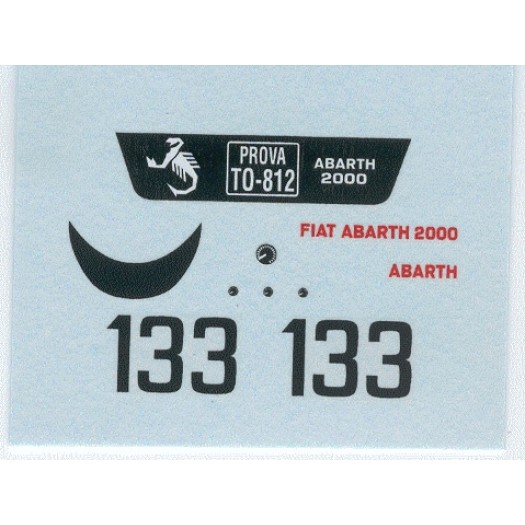 PROVA
TO-812
ABARTH
2000
FIAT ABARTH 2000
ABARTH
133 133